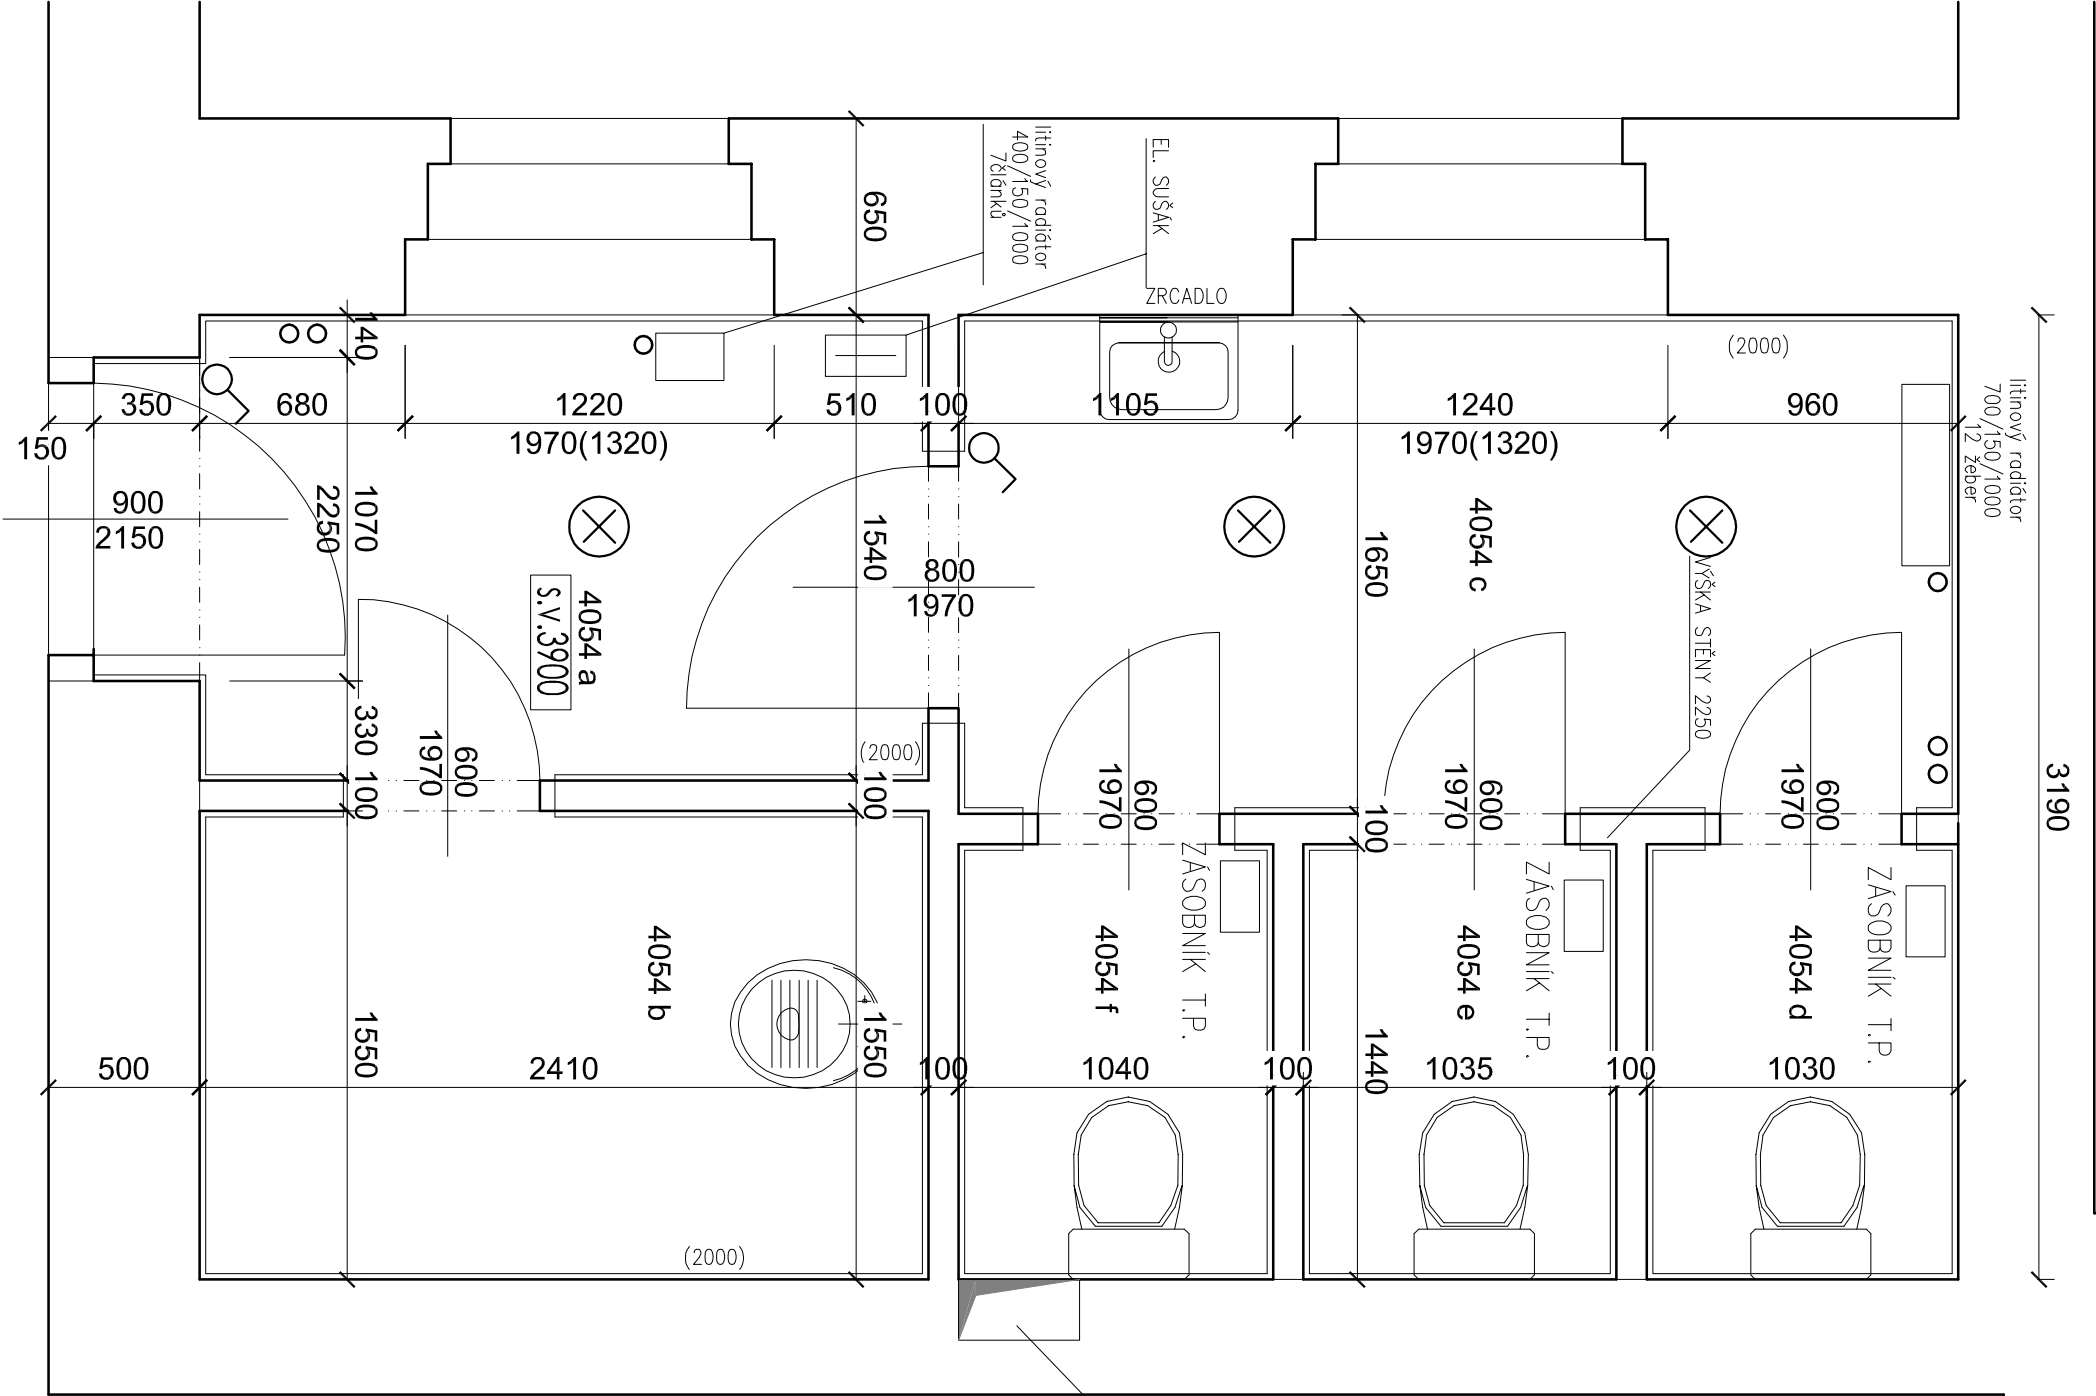 litinový radiátor
400/150/1000
7článků
EL. SUŠÁK
ZRCADLO
650
140
(2000)
litinový radiátor
700/150/1000
12 žeber
350
680
1220
1970(1320)
510
100
1105
1240
1970(1320)
960
150
900
2150
1070
2250
1540
800
1970
1650
4054 c
VÝŠKA STĚNY 2250
4054 a
S.V.3900
330
100
600
1970
(2000)
100
600
1970
100
600
1970
600
1970
3190
ZÁSOBNÍK T.P.
ZÁSOBNÍK T.P.
ZÁSOBNÍK T.P.
4054 b
4054 f
4054 e
4054 d
1550
1550
1440
500
2410
100
1040
100
1035
100
1030
(2000)